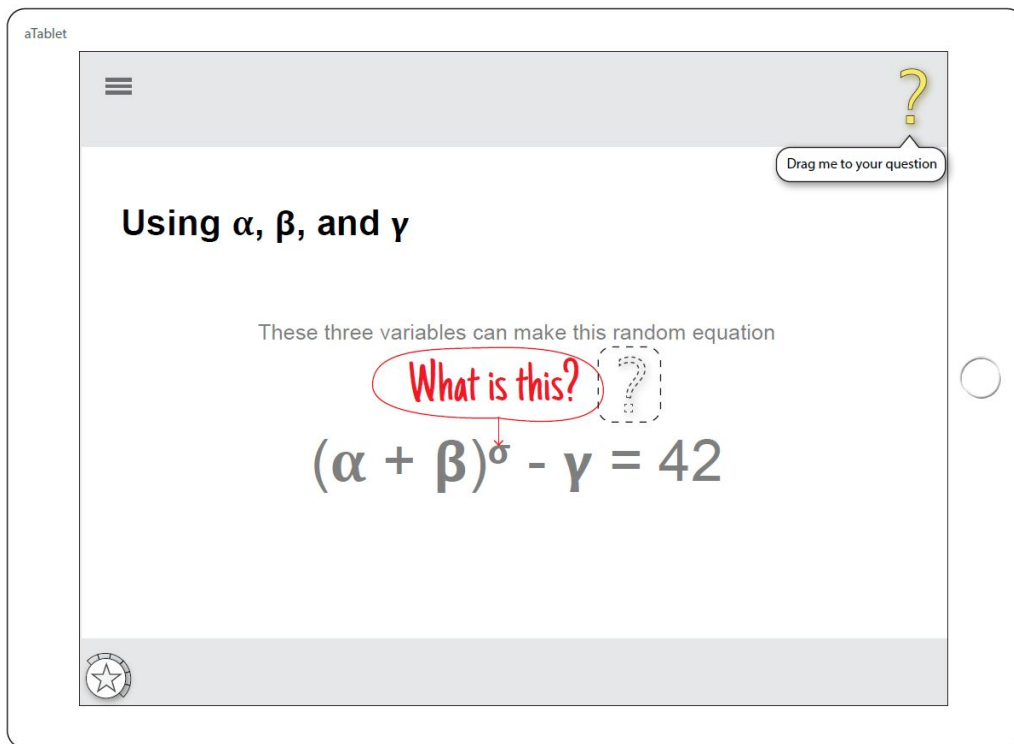 aTablet
?
Drag me to your question
Using α, β, and γ
These three variables can make this random equation
What is this? ?
(α + β)^σ - γ = 42